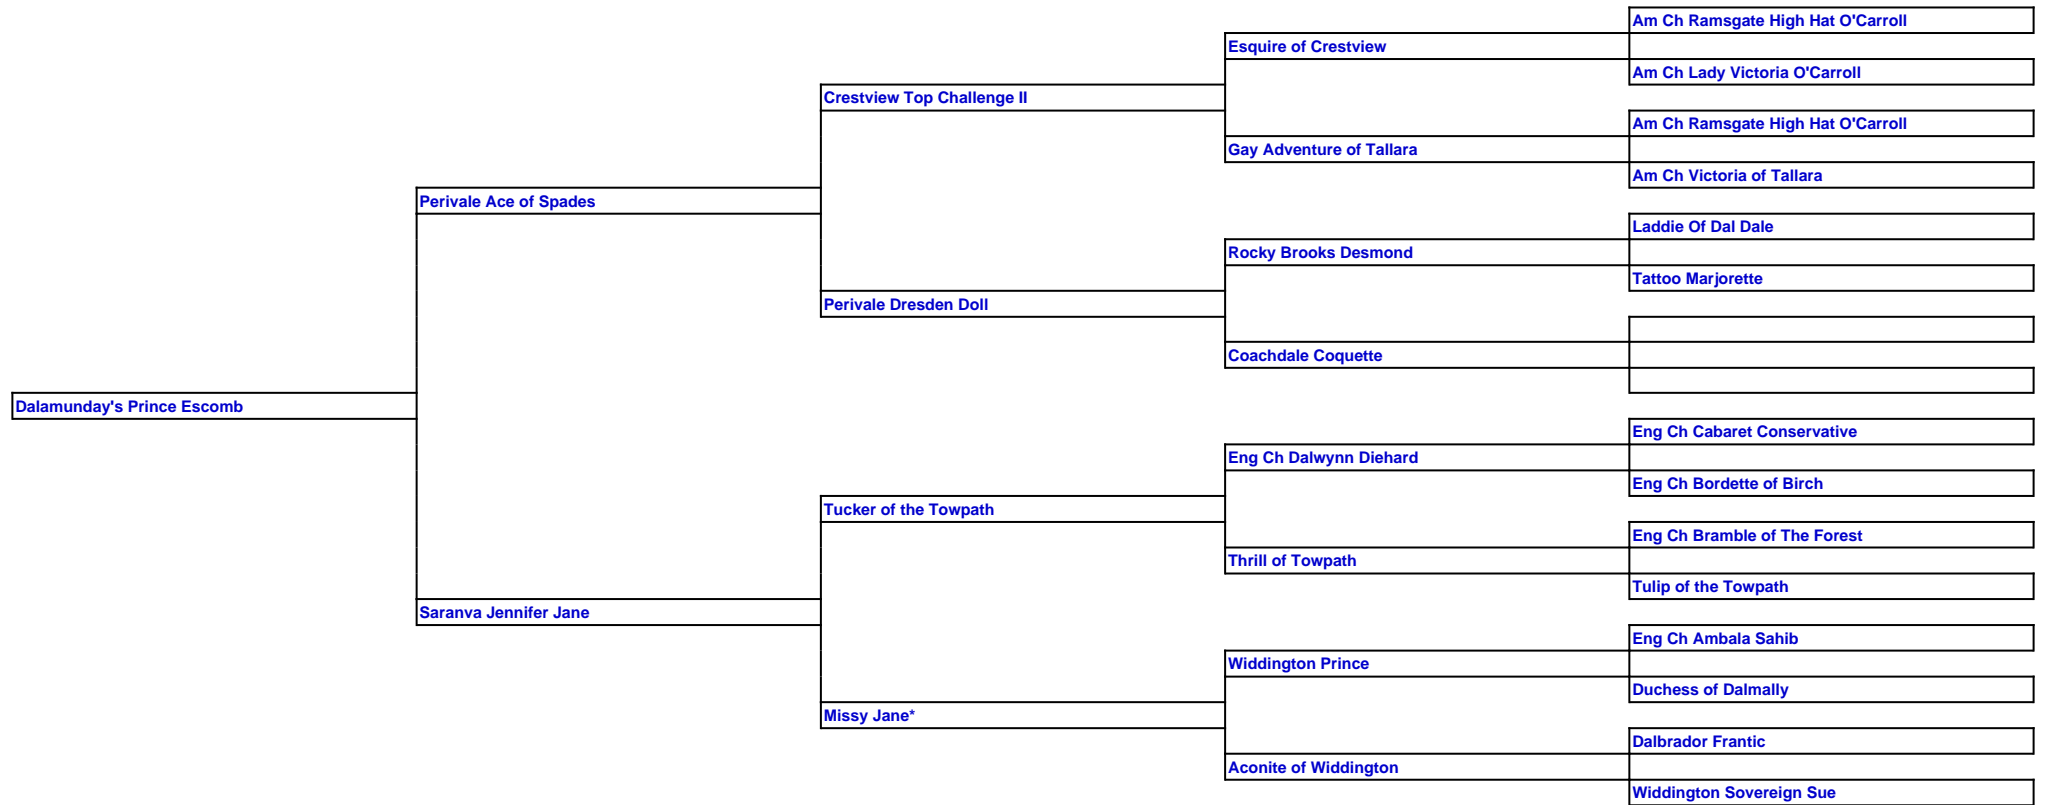 Am Ch Ramsgate High Hat O'Carroll
Esquire of Crestview
Am Ch Lady Victoria O'Carroll
Crestview Top Challenge II
Am Ch Ramsgate High Hat O'Carroll
Gay Adventure of Tallara
Am Ch Victoria of Tallara
Perivale Ace of Spades
Laddie Of Dal Dale
Rocky Brooks Desmond
Tattoo Marjorette
Perivale Dresden Doll
Coachdale Coquette
Dalamunday's Prince Escomb
Eng Ch Cabaret Conservative
Eng Ch Dalwynn Diehard
Eng Ch Bordette of Birch
Tucker of the Towpath
Eng Ch Bramble of The Forest
Thrill of Towpath
Tulip of the Towpath
Saranva Jennifer Jane
Eng Ch Ambala Sahib
Widdington Prince
Duchess of Dalmally
Missy Jane*
Dalbrador Frantic
Aconite of Widdington
Widdington Sovereign Sue